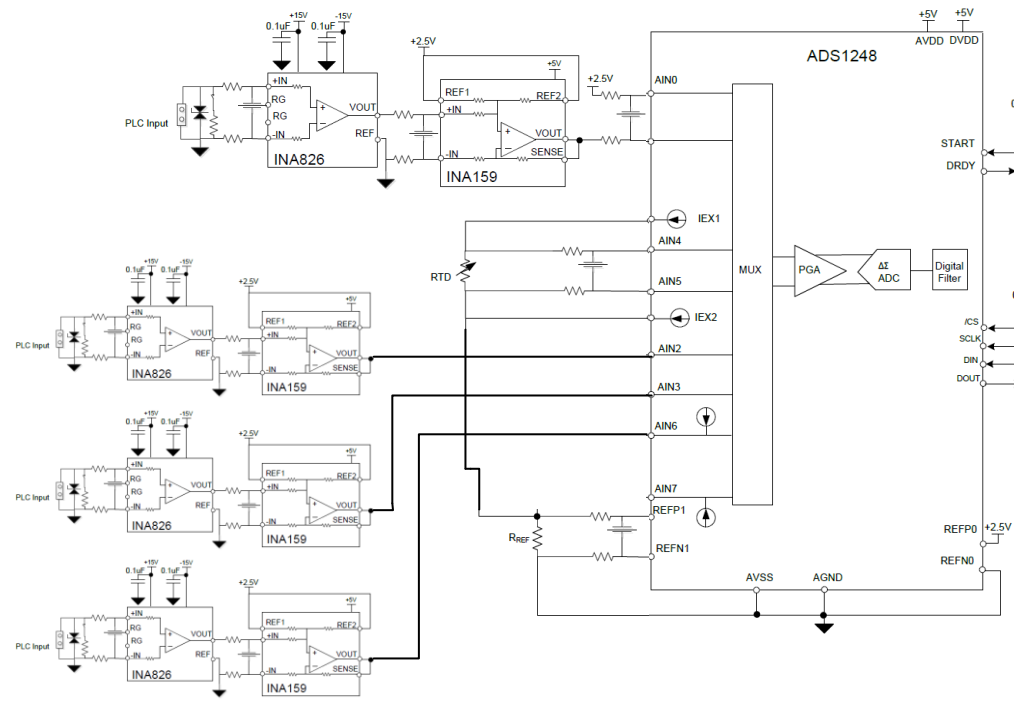 +15V
-15V
0.1uF
0.1uF
+IN
RG
RG
-IN
VOUT
REF
INA826
PLC Input
+2.5V
+5V
REF1
REF2
+IN
-IN
VOUT
SENSE
INA159
+2.5V
+5V
+5V
AVDD
DVDD
ADS1248
AIN0
START
DRDY
IEX1
AIN4
RTD
AIN5
IEX2
MUX
PGA
ΔΣ
ADC
Digital
Filter
/CS
SCLK
DIN
DOUT
AIN2
AIN3
AIN6
AIN7
REFP1
RREF
REFN1
REFP0
+2.5V
REFN0
AVSS
AGND
+15V
-15V
0.1uF
0.1uF
+IN
RG
RG
-IN
VOUT
REF
INA826
PLC Input
+2.5V
+5V
REF1
REF2
+IN
-IN
VOUT
SENSE
INA159
+15V
-15V
0.1uF
0.1uF
+IN
RG
RG
-IN
VOUT
REF
INA826
PLC Input
+2.5V
+5V
REF1
REF2
+IN
-IN
VOUT
SENSE
INA159
+15V
-15V
0.1uF
0.1uF
+IN
RG
RG
-IN
VOUT
REF
INA826
PLC Input
+2.5V
+5V
REF1
REF2
+IN
-IN
VOUT
SENSE
INA159